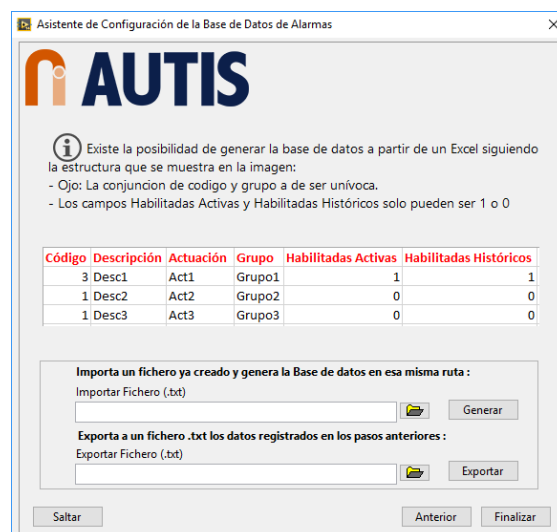 Asistente de Configuración de la Base de Datos de Alarmas
AUTIS
Existe la posibilidad de generar la base de datos a partir de un Excel siguiendo
la estructura que se muestra en la imagen:
- Ojo: La conjuncion de codigo y grupo a de ser unívoca.
- Los campos Habilitadas Activas y Habilitadas Históricos solo pueden ser 1 o 0
Código Descripción Actuación Grupo Habilitadas Activas Habilitadas Históricos
3 Desc1 Act1 Grupo1 1 1
1 Desc2 Act2 Grupo2 0 0
1 Desc3 Act3 Grupo3 0 0
Importa un fichero ya creado y genera la Base de datos en esa misma ruta :
Importar Fichero (.txt)
Generar
Exporta a un fichero .txt los datos registrados en los pasos anteriores :
Exportar Fichero (.txt)
Exportar
Saltar Anterior Finalizar